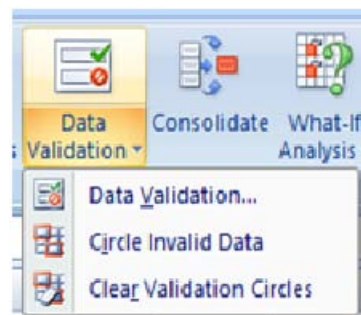 Data Validation
Consolidate
What-If Analysis
Data Validation...
Circle Invalid Data
Clear Validation Circles